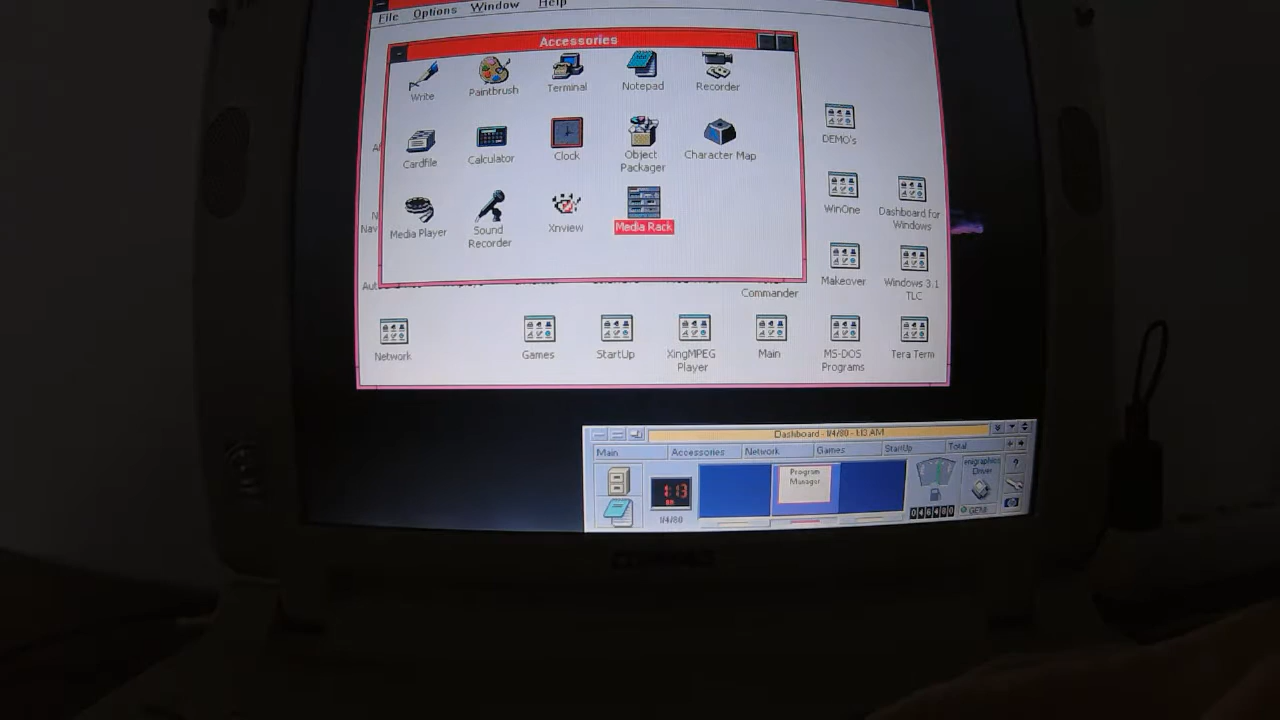 File Options Window Help
Accessories
Write Paintbrush Terminal Notepad Recorder
DEMO's
Cardfile Calculator Clock Object Packager Character Map
WinOne Dashboard for Windows
Media Player Sound Recorder Xnview Media Rack
Makeover Windows 3.1 TLC
Commander
Network Games StartUp XingMPEG Player Main MS-DOS Programs Tera Term
Dashboard - 1/4/80 - 1:13 AM
Main Accessories Network Games StartUp Total
Program Manager
Driver
1:13
1/4/80